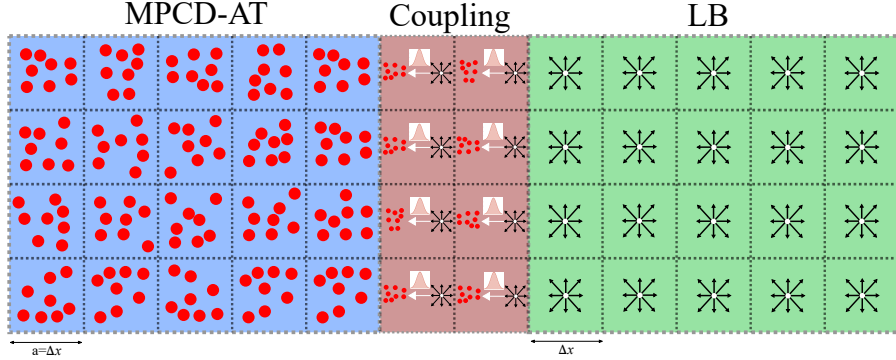 MPCD-AT
Coupling
LB
a=Δx
Δx